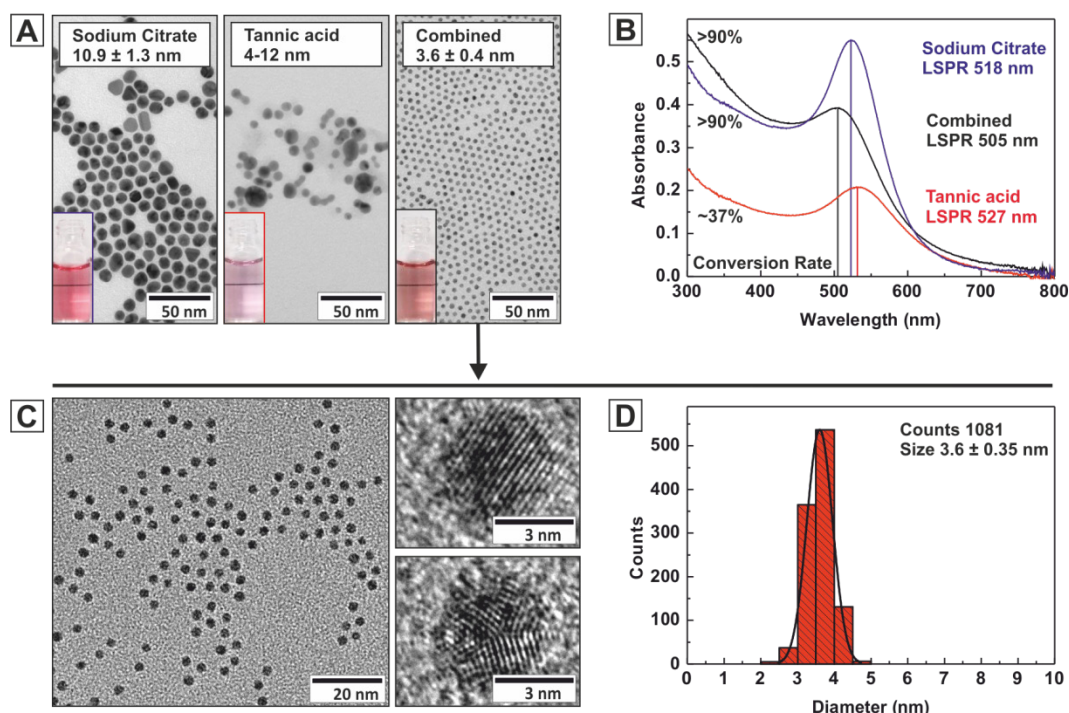 A
Sodium Citrate
10.9 ± 1.3 nm
Tannic acid
4-12 nm
Combined
3.6 ± 0.4 nm
50 nm
50 nm
50 nm
B
>90%
>90%
~37%
Sodium Citrate
LSPR 518 nm
Combined
LSPR 505 nm
Tannic acid
LSPR 527 nm
Conversion Rate
Absorbance
0.5
0.4
0.3
0.2
0.1
0.0
300 400 500 600 700 800
Wavelength (nm)
C
20 nm
3 nm
3 nm
D
Counts 1081
Size 3.6 ± 0.35 nm
Counts
500
400
300
200
100
0
0 1 2 3 4 5 6 7 8 9 10
Diameter (nm)